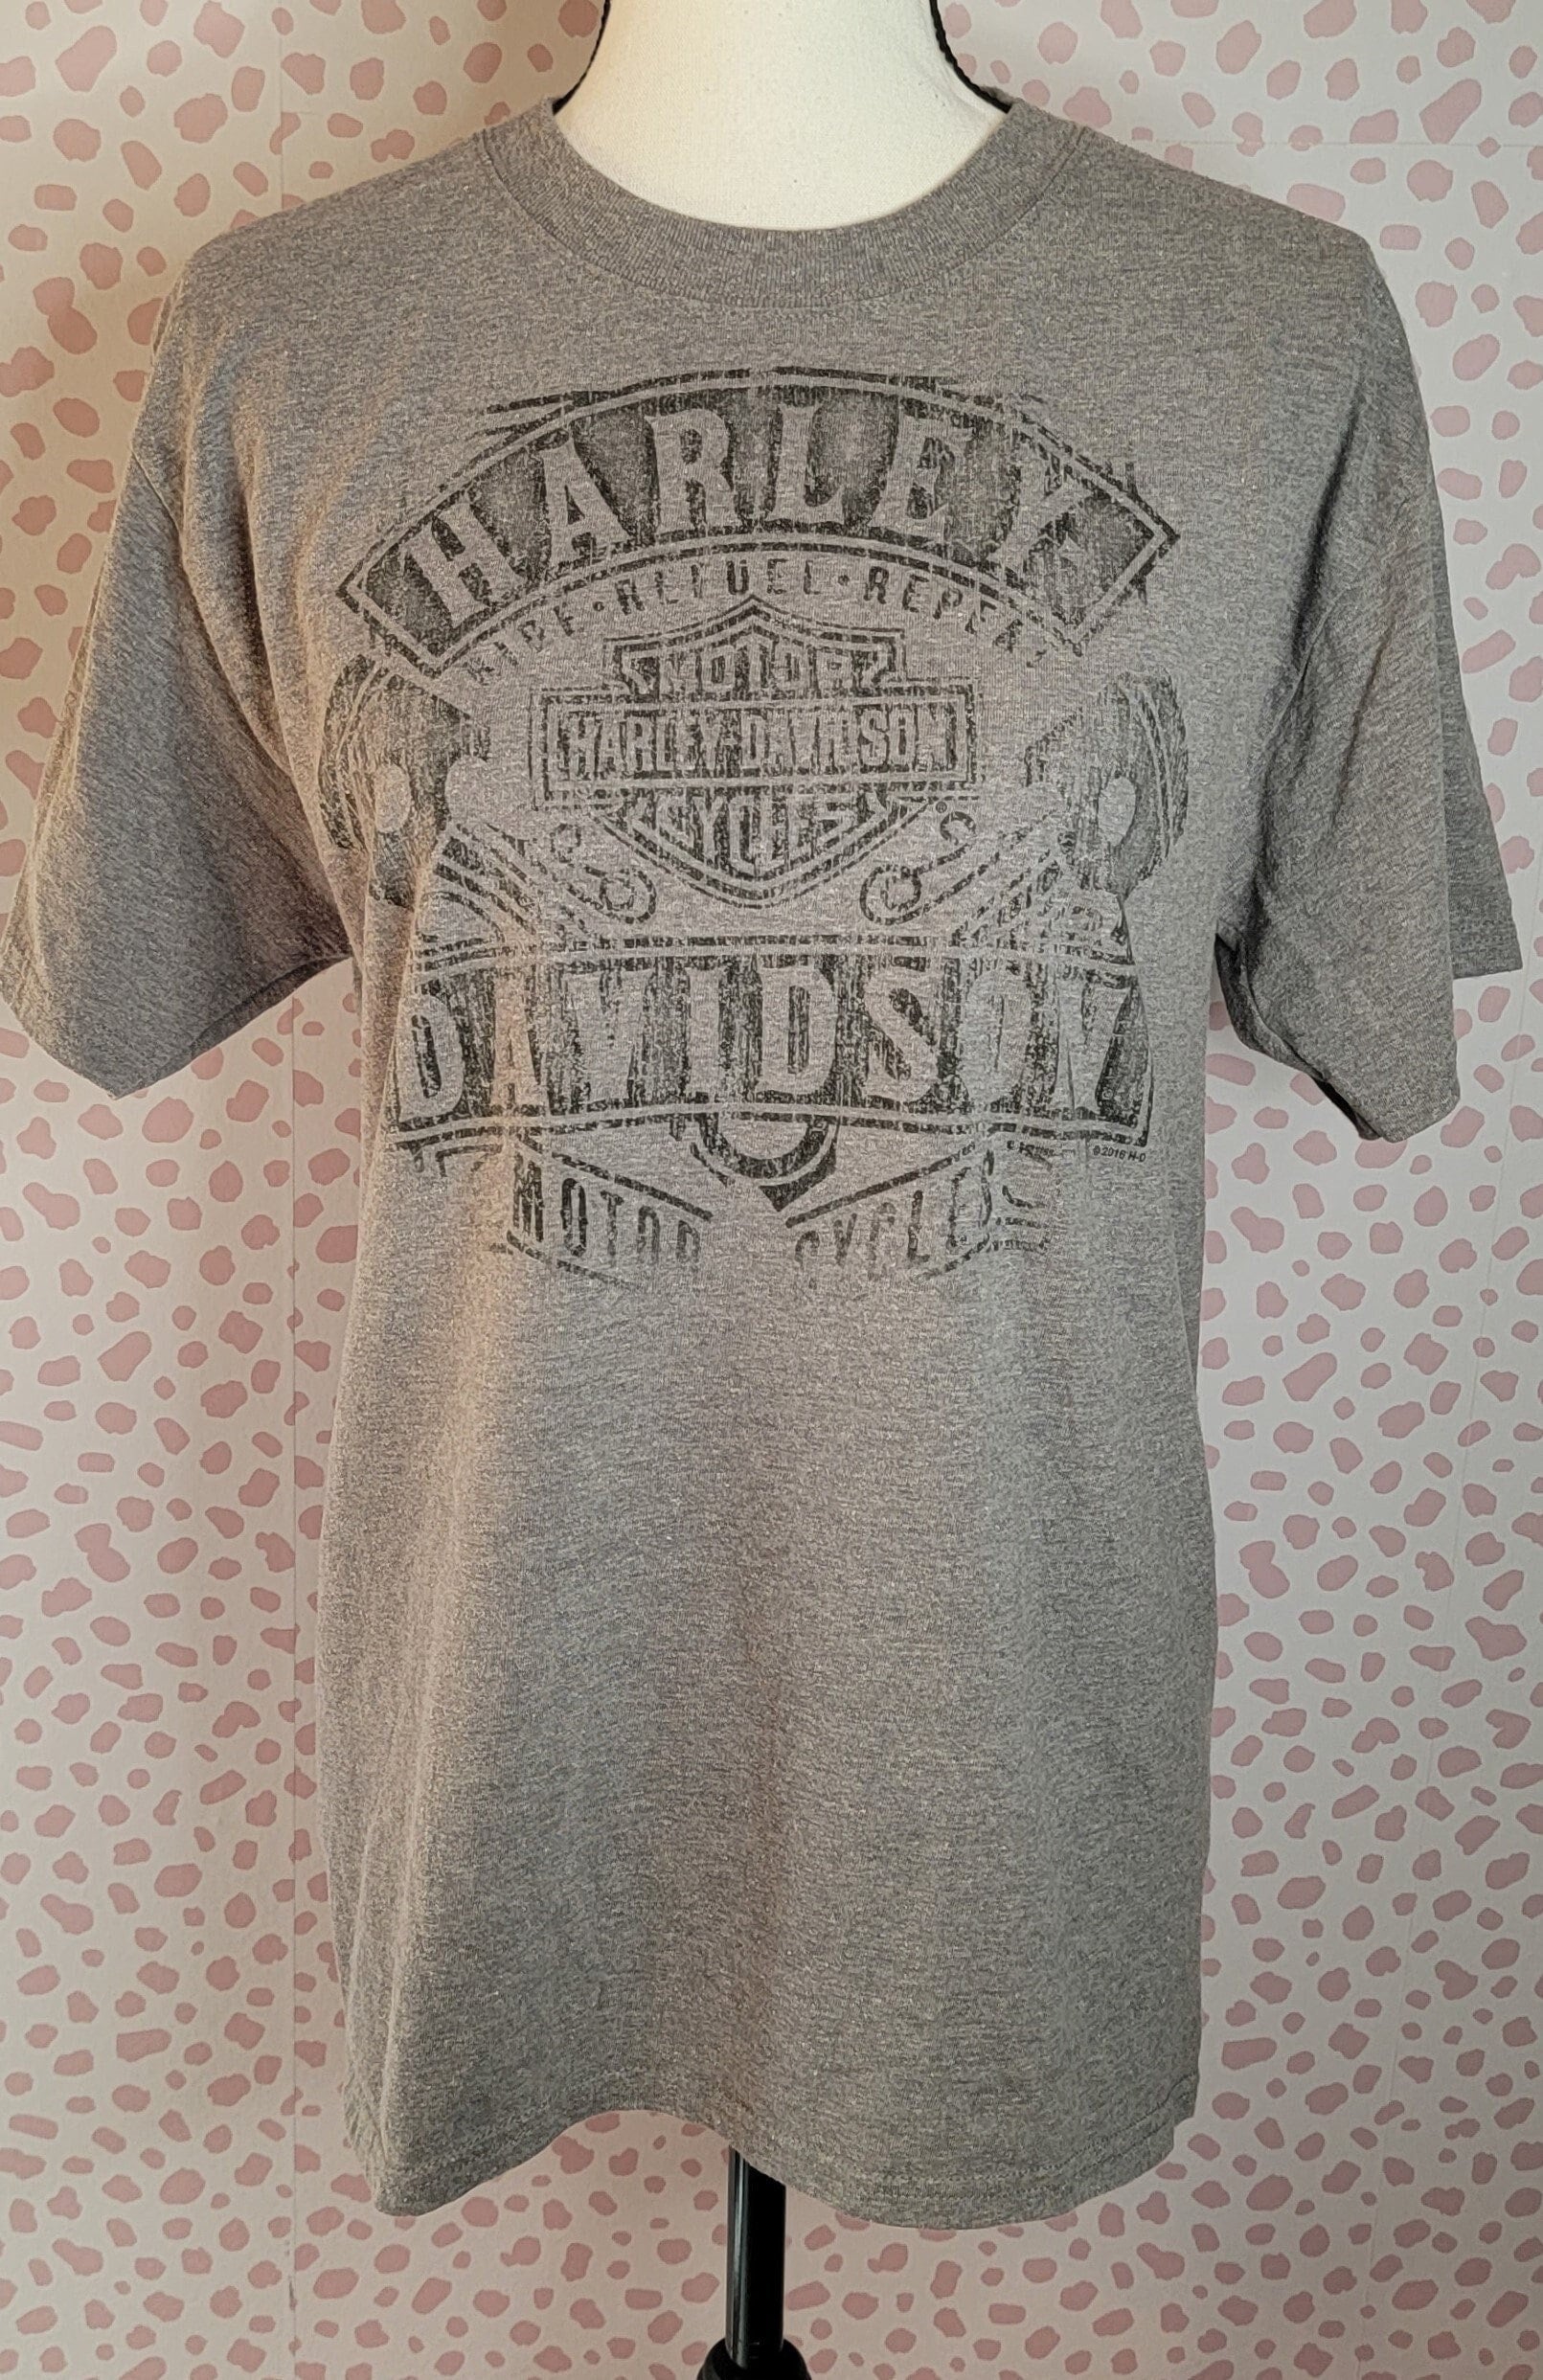 HARLEY
RIDE • REFUEL • REPEAT
MOTOR
HARLEY-DAVIDSON
CYCLES
DAVIDSON
©2016 H-D
MOTOR CYCLES